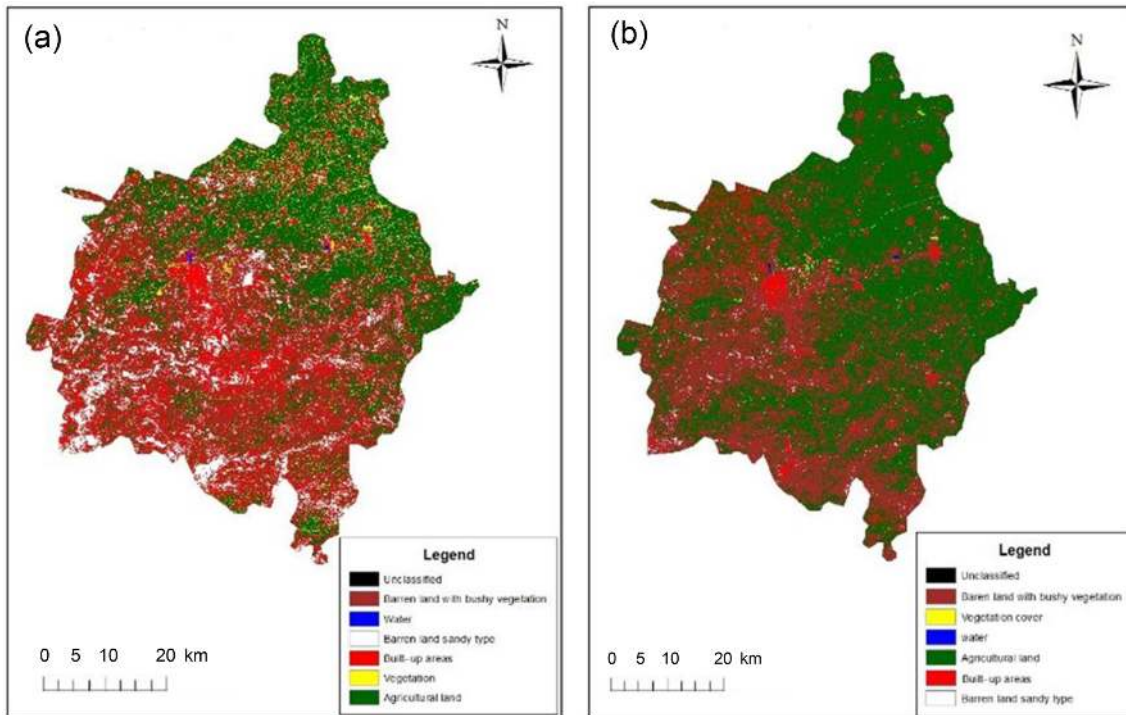 (a)
N
Legend
Unclassified
Barren land with bushy vegetation
Water
Barren land sandy type
Built-up areas
Vegetation
Agricultural land
0 5 10 20 km
(b)
N
Legend
Unclassified
Baren land with bushy vegetation
Vegetation cover
water
Agricultural land
Built-up areas
Barren land sandy type
0 5 10 20 km